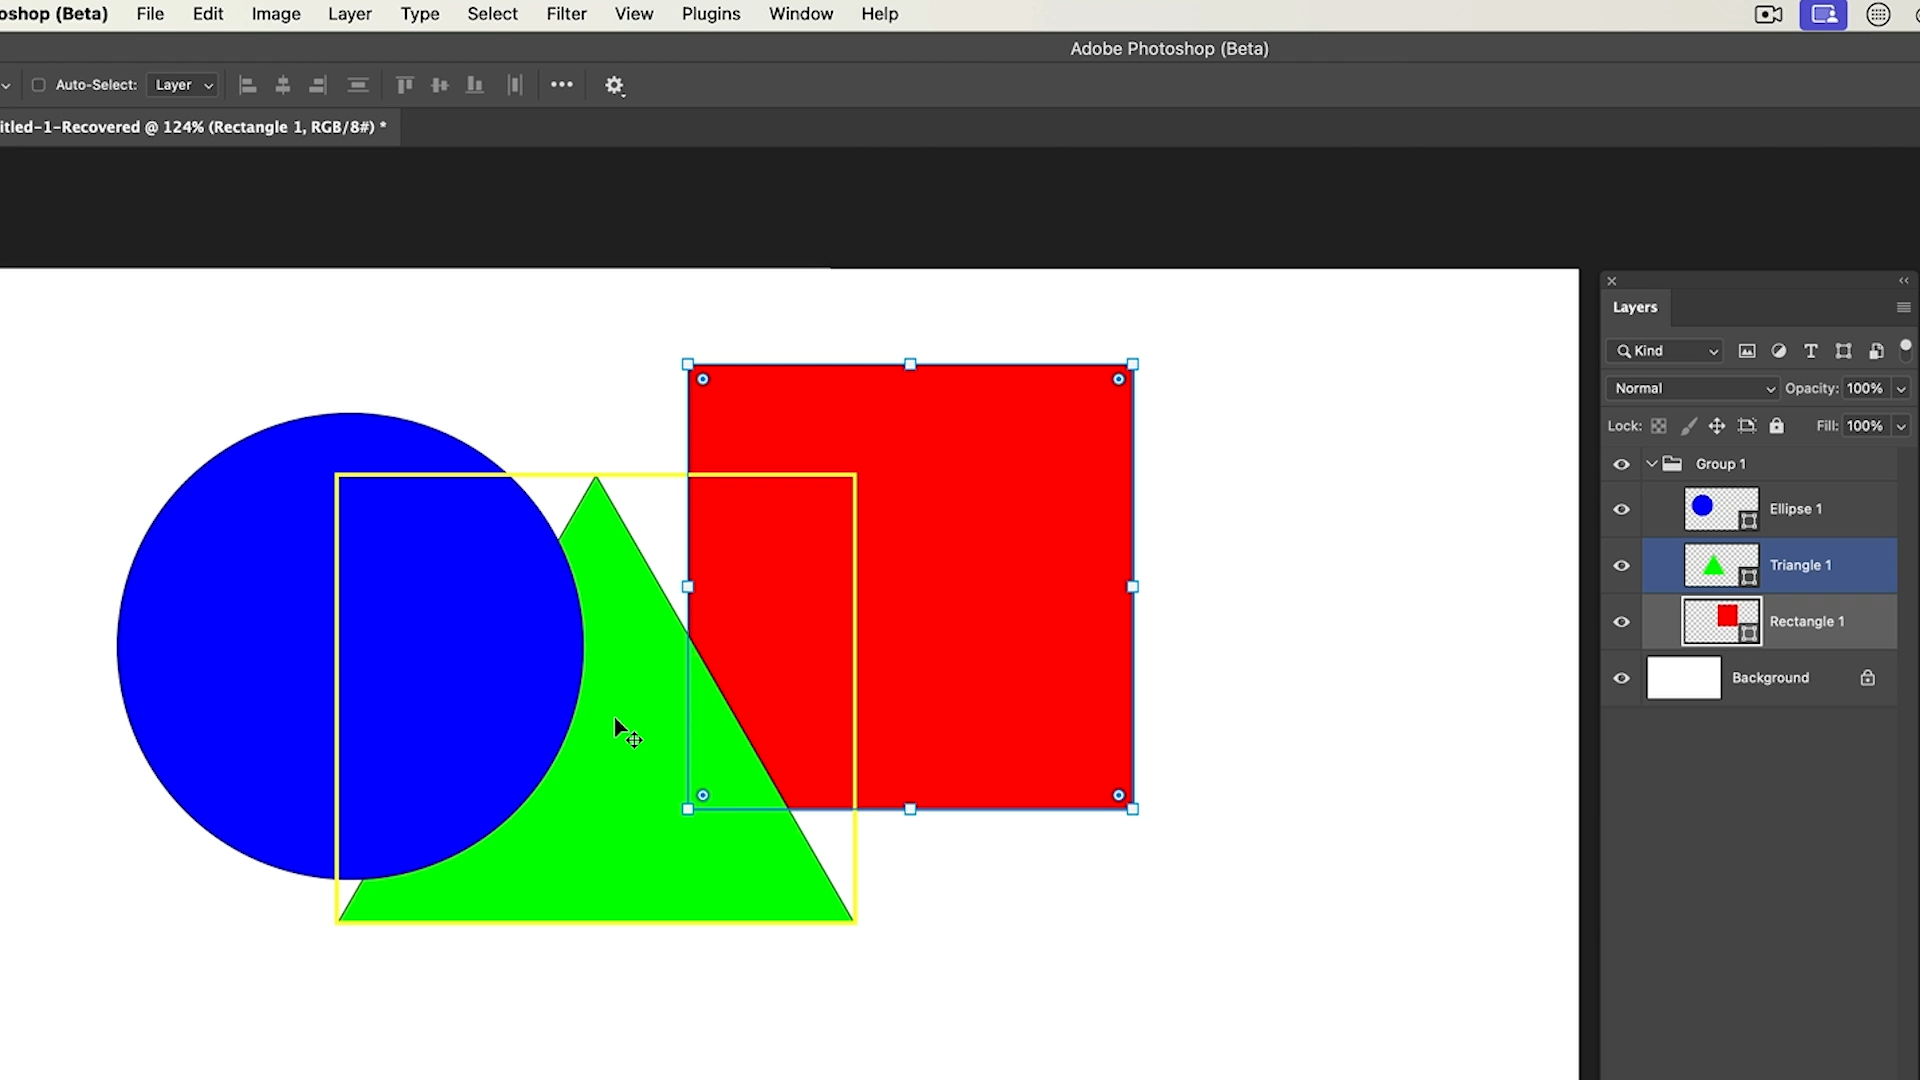 oshop (Beta) File Edit Image Layer Type Select Filter View Plugins Window Help
Adobe Photoshop (Beta)
Auto-Select: Layer
itled-1-Recovered @ 124% (Rectangle 1, RGB/8#) *
Layers
Kind
Normal Opacity: 100%
Lock: Fill: 100%
Group 1
Ellipse 1
Triangle 1
Rectangle 1
Background